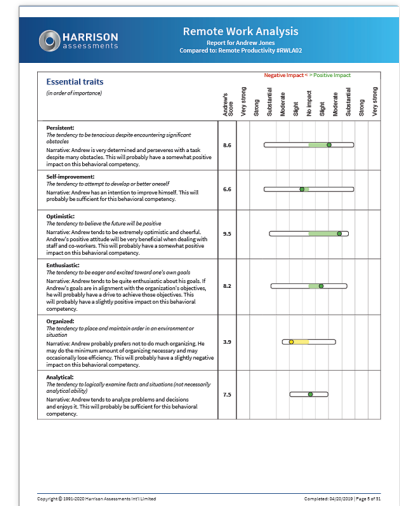 HARRISON
assessments
Remote Work Analysis
Report for Andrew Jones
Compared to: Remote Productivity #RWLA02
Negative Impact < > Positive Impact
Essential traits
(in order of importance)
Andrew's Score
Very strong
Strong
Substantial
Moderate
Slight
No impact
Slight
Moderate
Substantial
Strong
Very strong
Persistent:
The tendency to be tenacious despite encountering significant
obstacles
Narrative: Andrew is very determined and perseveres with a task
despite many obstacles. This will probably have a somewhat positive
impact on this behavioral competency.
8.6
Self-improvement:
The tendency to attempt to develop or better oneself
Narrative: Andrew has an intention to improve himself. This will
probably be sufficient for this behavioral competency.
6.6
Optimistic:
The tendency to believe the future will be positive
Narrative: Andrew tends to be extremely optimistic and cheerful.
Andrew's positive attitude will be very beneficial when dealing with
staff and co-workers. This will probably have a somewhat positive
impact on this behavioral competency.
9.5
Enthusiastic:
The tendency to be eager and excited toward one's own goals
Narrative: Andrew tends to be quite enthusiastic about his goals. If
Andrew's goals are in alignment with the organization's objectives,
he will probably have a drive to achieve those objectives. This
will probably have a slightly positive impact on this behavioral
competency.
8.2
Organized:
The tendency to place and maintain order in an environment or
situation
Narrative: Andrew probably prefers not to do much organizing. He
may do the minimum amount of organizing necessary and may
occasionally lose efficiency. This will probably have a slightly negative
impact on this behavioral competency.
3.9
Analytical:
The tendency to logically examine facts and situations (not necessarily
analytical ability)
Narrative: Andrew tends to analyze problems and decisions
and enjoys it. This will probably be sufficient for this behavioral
competency.
7.5
Copyright © 1991-2020 Harrison Assessments Int'l Limited
Completed: 04/20/2019 | Page 5 of 31